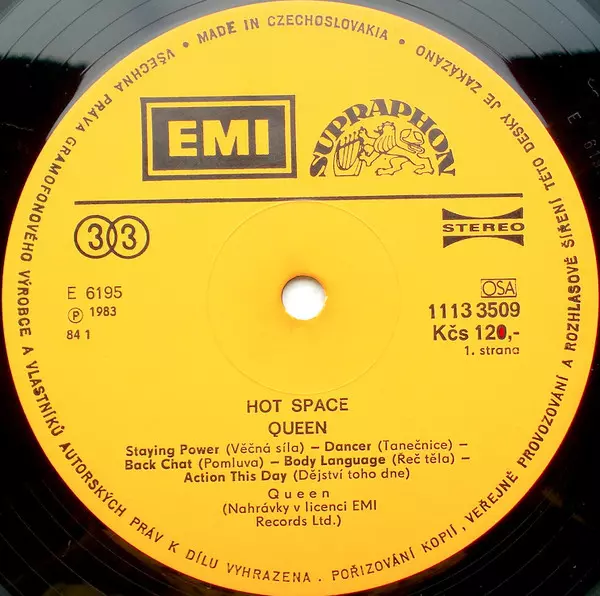 VŠECHNA PRÁVA GRAMOFONOVÉHO VÝROBCE A VLASTNÍKŮ AUTORSKÝCH PRÁV K DÍLU VYHRAZENA . POŘIZOVÁNÍ KOPIÍ, VEŘEJNÉ PROVOZOVÁNÍ A ROZHLASOVÉ ŠÍŘENÍ TÉTO DESKY JE ZAKÁZÁNO
• MADE IN CZECHOSLOVAKIA •
EMI
SUPRAPHON
33
STEREO
E 6195
Ⓟ 1983
84 1
OSA
1113 3509
Kčs 120,-
1. strana
HOT SPACE
QUEEN
Staying Power (Věčná síla) – Dancer (Tanečnice) –
Back Chat (Pomluva) – Body Language (Řeč těla) –
Action This Day (Dějství toho dne)
Queen
(Nahrávky v licenci EMI
Records Ltd.)